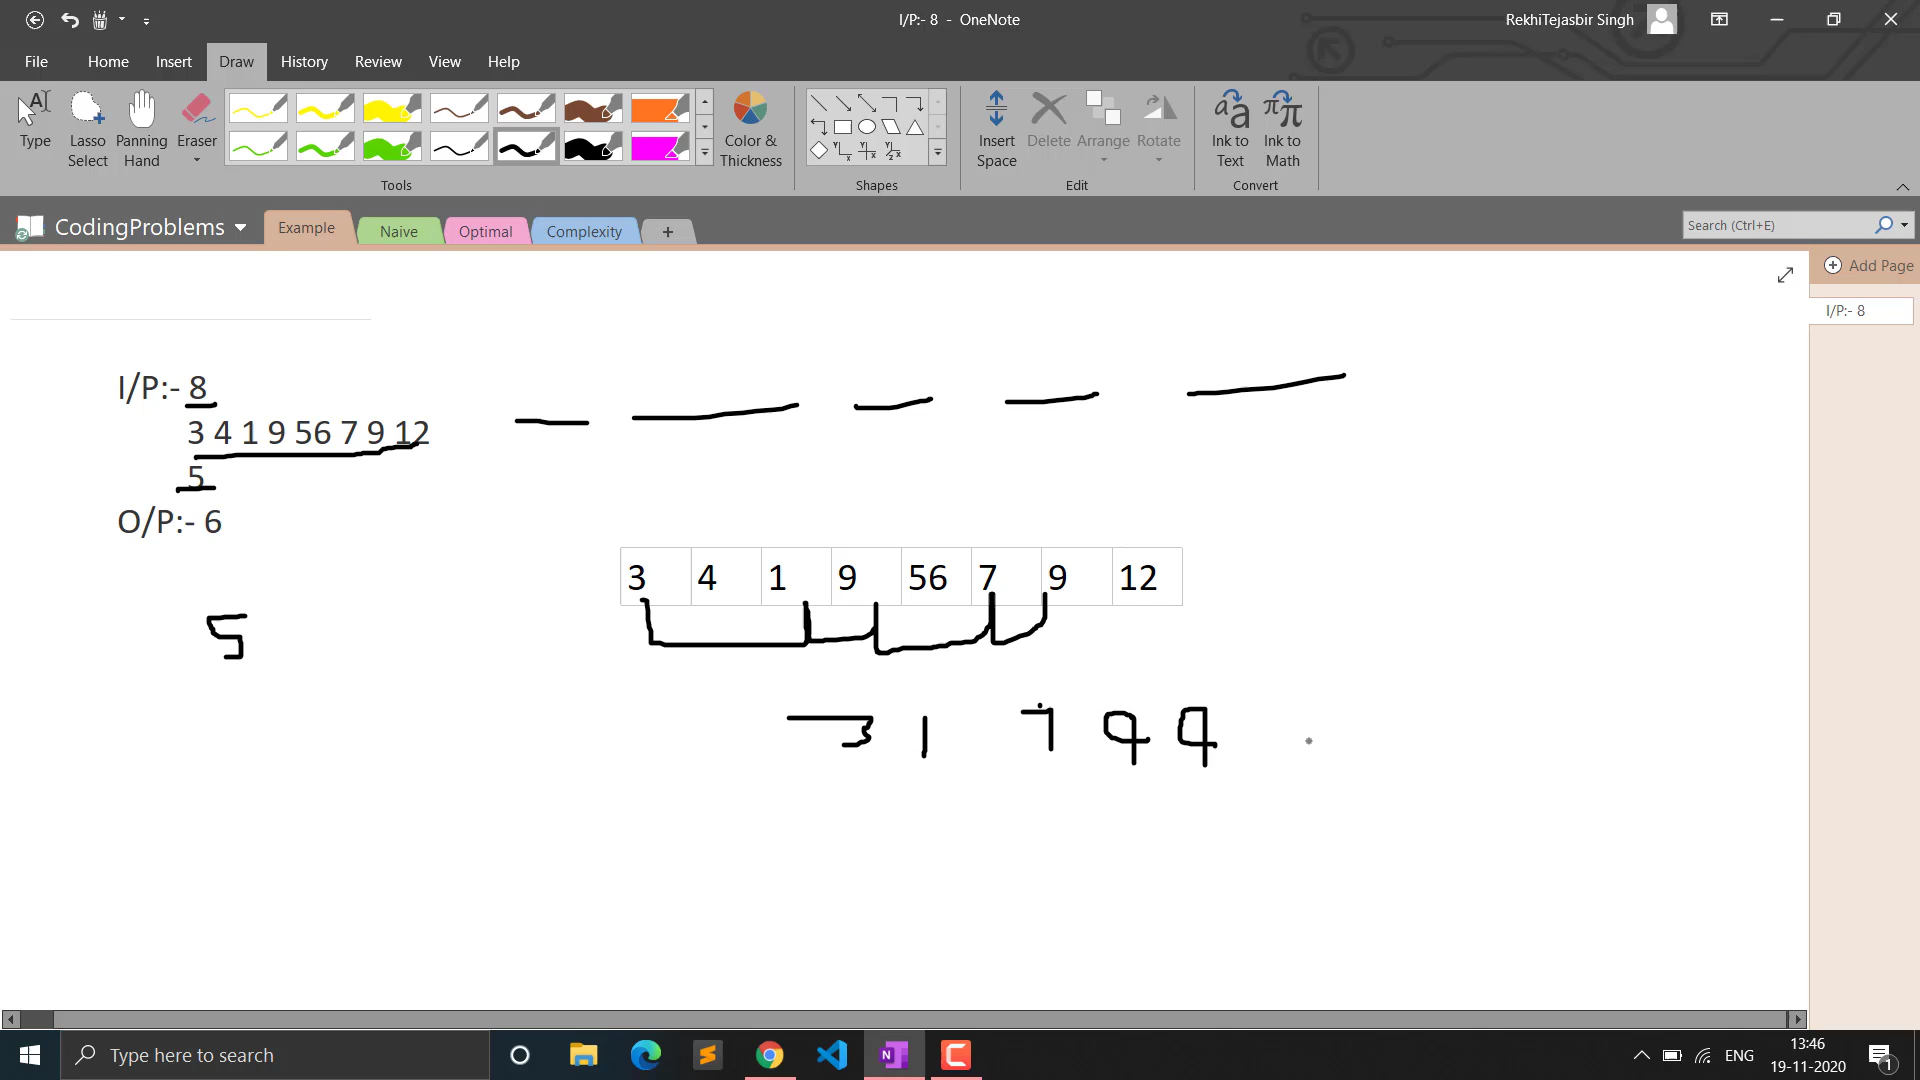 I/P:- 8 - OneNote
RekhiTejasbir Singh
File Home Insert Draw History Review View Help
Type
Lasso Select
Panning Hand
Eraser
Color & Thickness
Insert Space
Delete
Arrange
Rotate
Ink to Text
Ink to Math
Tools Shapes Edit Convert
CodingProblems Example Naive Optimal Complexity +
Search (Ctrl+E)
Add Page
I/P:- 8
I/P:- 8
3 4 1 9 56 7 9 12
5
O/P:- 6
3 4 1 9 56 7 9 12
5
3 1 7 9 9
Type here to search
ENG
13:46
19-11-2020
1